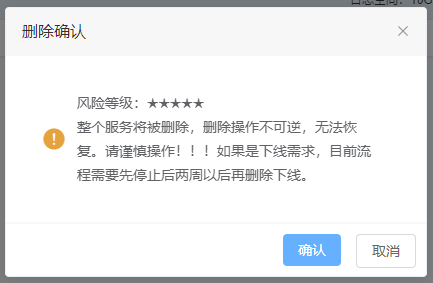 删除确认
风险等级：★★★★★
整个服务将被删除，删除操作不可逆，无法恢
复。请谨慎操作！！！如果是下线需求，目前流
程需要先停止后两周以后再删除下线。
确认
取消